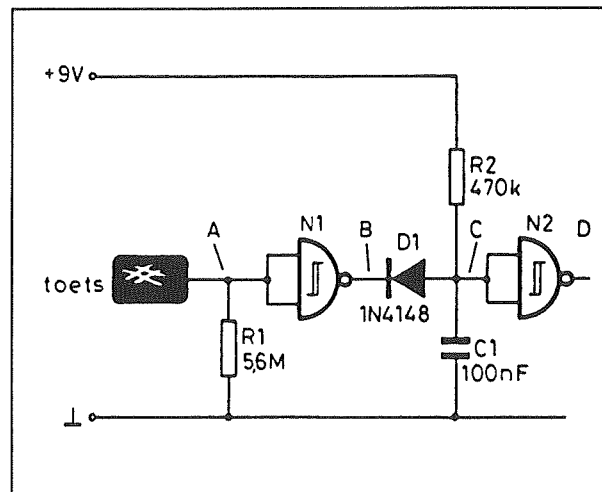 +9V
R2
470k
A
N1
B
D1
C
N2
D
toets
1N4148
R1
5,6M
C1
100nF